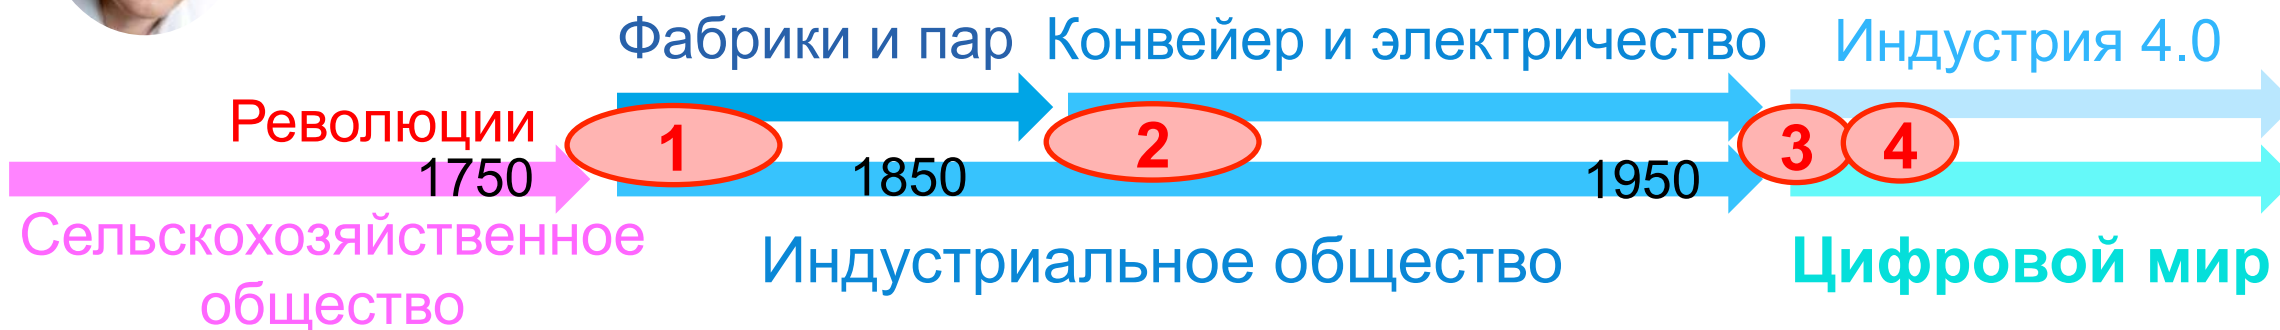 Фабрики и пар
Конвейер и электричество
Индустрия 4.0
Революции
1
2
3
4
1750
1850
1950
Сельскохозяйственное
общество
Индустриальное общество
Цифровой мир